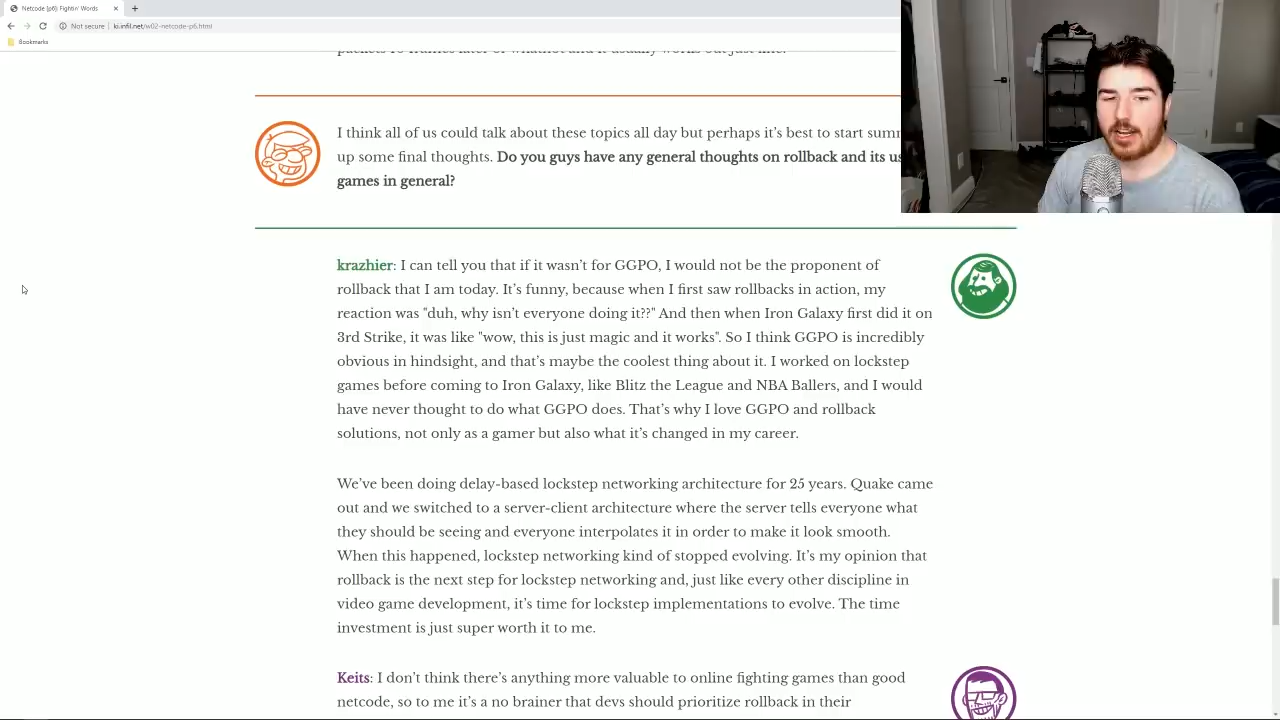 Netcode (p6) Fightin' Words
Not secure | ki.infil.net/w02-netcode-p6.html
Bookmarks
I think all of us could talk about these topics all day but perhaps it's best to start sum
up some final thoughts. Do you guys have any general thoughts on rollback and its us
games in general?
krazhier: I can tell you that if it wasn't for GGPO, I would not be the proponent of
rollback that I am today. It's funny, because when I first saw rollbacks in action, my
reaction was "duh, why isn't everyone doing it??" And then when Iron Galaxy first did it on
3rd Strike, it was like "wow, this is just magic and it works". So I think GGPO is incredibly
obvious in hindsight, and that's maybe the coolest thing about it. I worked on lockstep
games before coming to Iron Galaxy, like Blitz the League and NBA Ballers, and I would
have never thought to do what GGPO does. That's why I love GGPO and rollback
solutions, not only as a gamer but also what it's changed in my career.
We've been doing delay-based lockstep networking architecture for 25 years. Quake came
out and we switched to a server-client architecture where the server tells everyone what
they should be seeing and everyone interpolates it in order to make it look smooth.
When this happened, lockstep networking kind of stopped evolving. It's my opinion that
rollback is the next step for lockstep networking and, just like every other discipline in
video game development, it's time for lockstep implementations to evolve. The time
investment is just super worth it to me.
Keits: I don't think there's anything more valuable to online fighting games than good
netcode, so to me it's a no brainer that devs should prioritize rollback in their